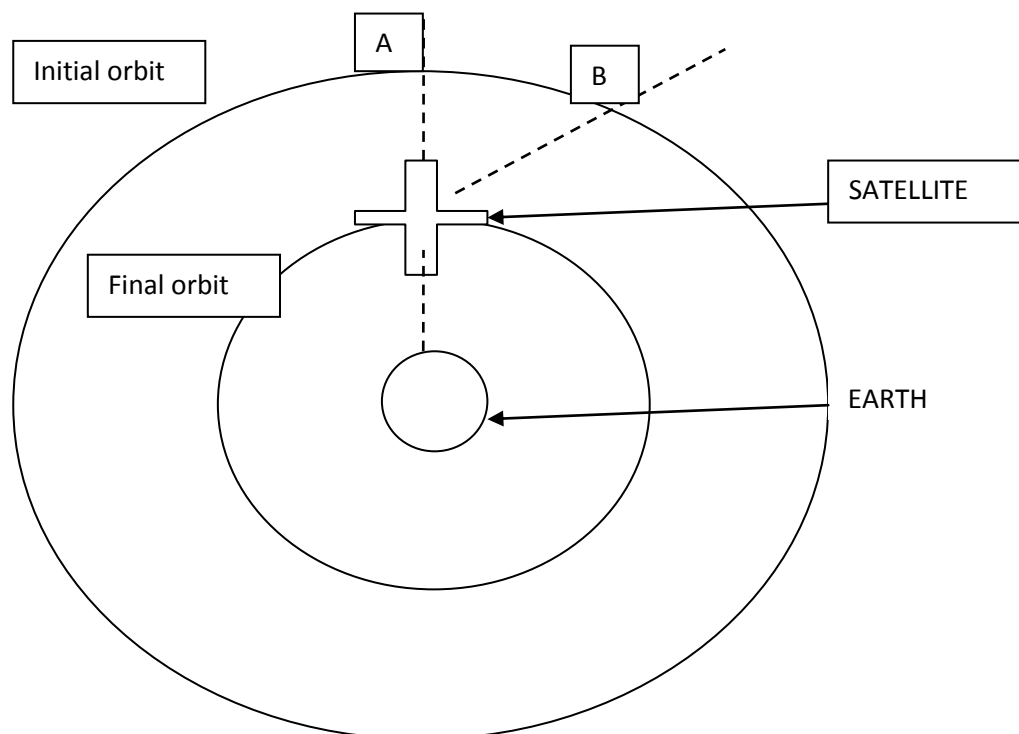 A
Initial orbit
B
SATELLITE
Final orbit
EARTH